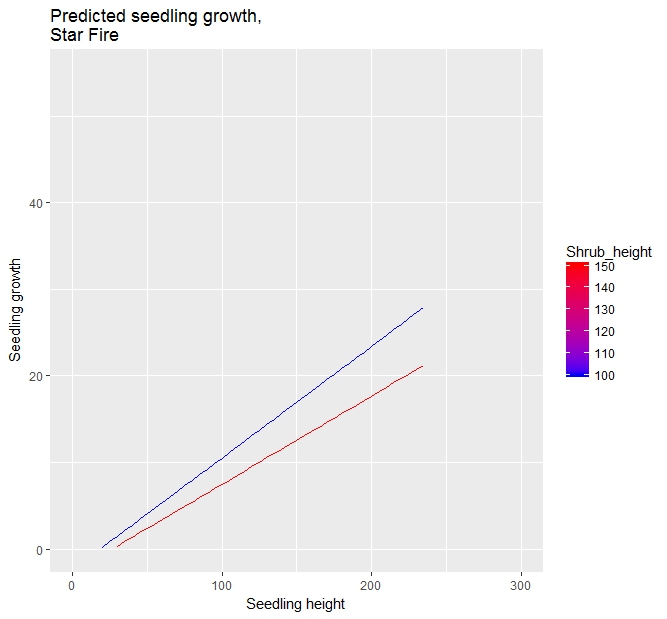 Predicted seedling growth,
Star Fire
40
20
0
Seedling growth
0 100 200 300
Seedling height
Shrub_height
150
140
130
120
110
100